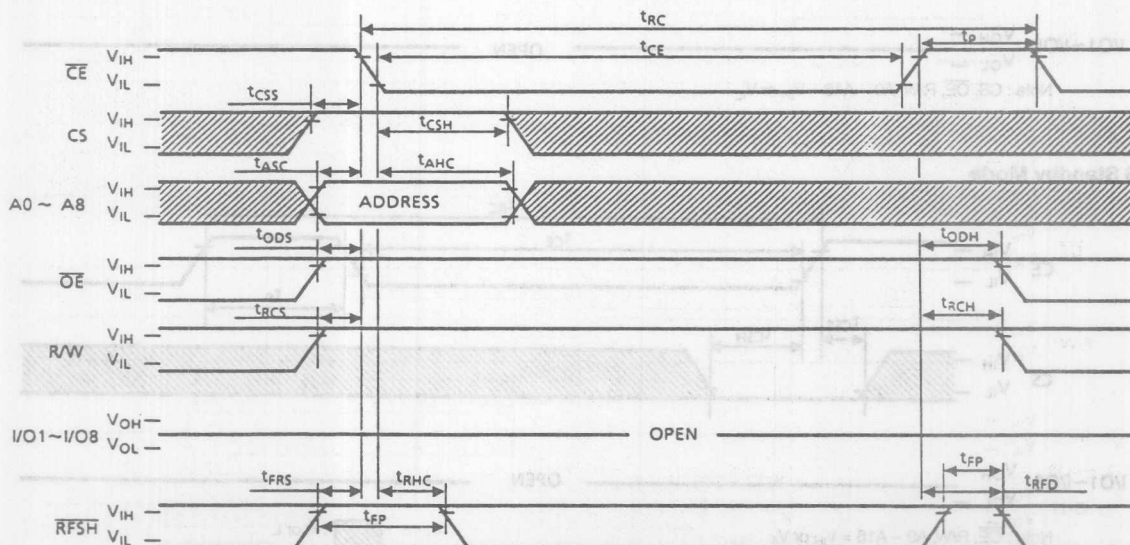 tRC
tCE
tP
CE
VIH
VIL
tCSS
CS
VIH
VIL
tCSH
tASC
tAHC
A0 ~ A8
VIH
VIL
ADDRESS
tODS
tODH
OE
VIH
VIL
tRCS
tRCH
R/W
VIH
VIL
I/O1~I/O8
VOH
VOL
OPEN
tFRS
tRHC
tFP
tFP
tRFD
RFSH
VIH
VIL